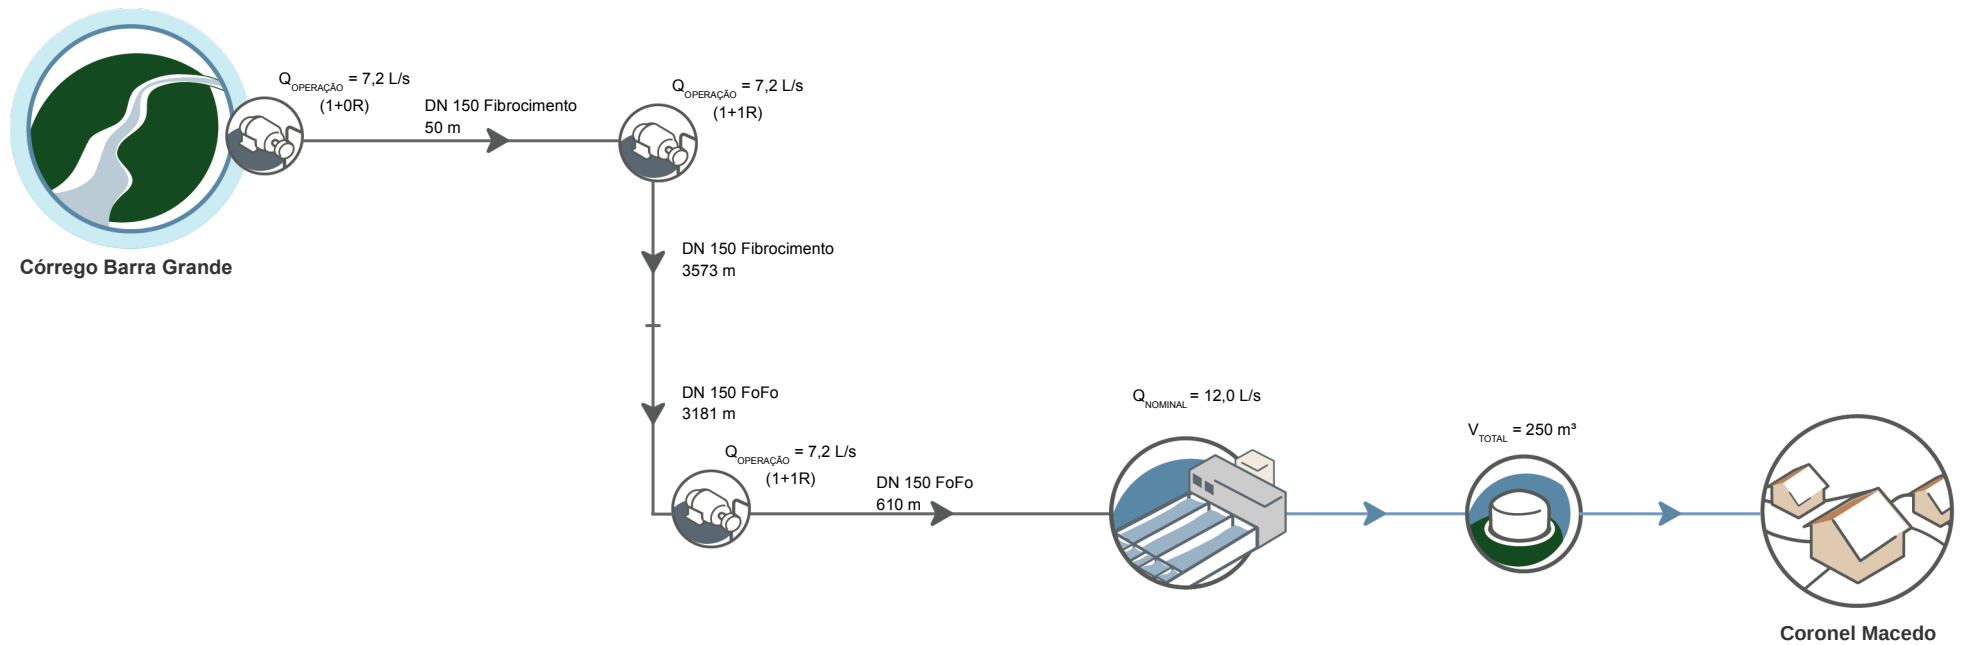 Q OPERAÇÃO = 7,2 L/s
(1+0R)
DN 150 Fibrocimento
50 m
Q OPERAÇÃO = 7,2 L/s
(1+1R)
Córrego Barra Grande
DN 150 Fibrocimento
3573 m
DN 150 FoFo
3181 m
Q OPERAÇÃO = 7,2 L/s
(1+1R)
DN 150 FoFo
610 m
Q NOMINAL = 12,0 L/s
V TOTAL = 250 m³
Coronel Macedo